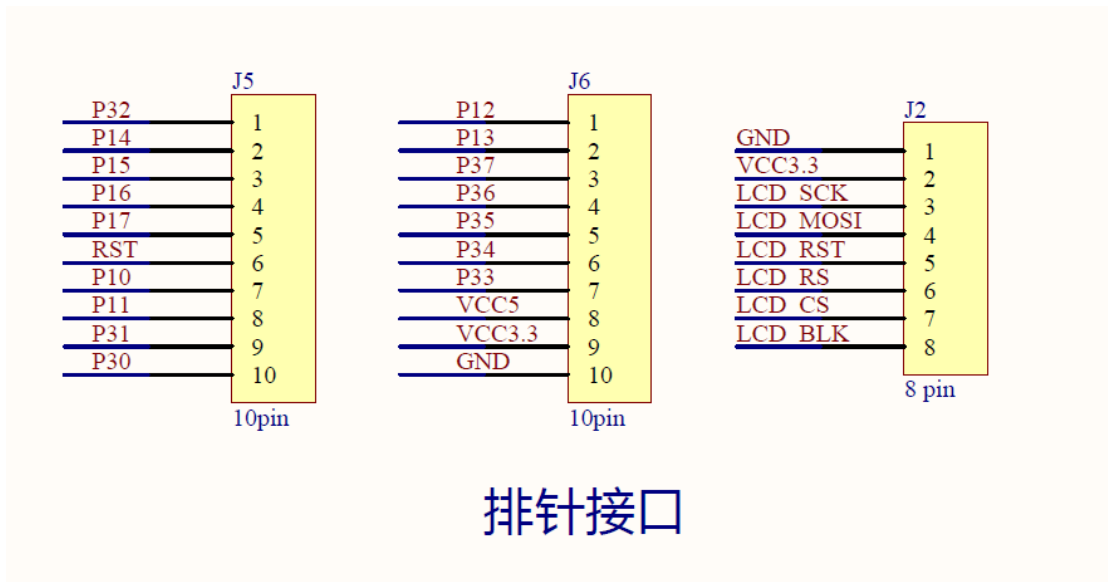 J5
P32 1
P14 2
P15 3
P16 4
P17 5
RST 6
P10 7
P11 8
P31 9
P30 10
10pin
J6
P12 1
P13 2
P37 3
P36 4
P35 5
P34 6
P33 7
VCC5 8
VCC3.3 9
GND 10
10pin
J2
GND 1
VCC3.3 2
LCD SCK 3
LCD MOSI 4
LCD RST 5
LCD RS 6
LCD CS 7
LCD BLK 8
8 pin
排针接口